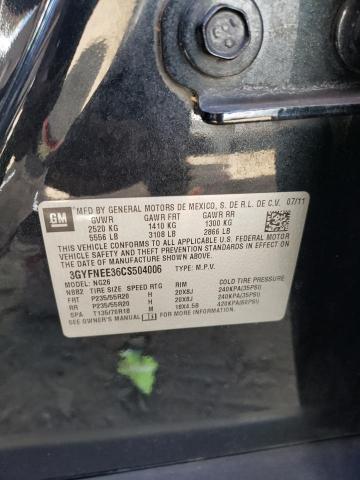 GM
MFD BY GENERAL MOTORS DE MEXICO, S. DE R.L. DE C.V. 07/11
GVWR GAWR FRT GAWR RR
2520 KG 1410 KG 1300 KG
5556 LB 3108 LB 2866 LB
THIS VEHICLE CONFORMS TO ALL APPLICABLE U.S. FEDERAL MOTOR
VEHICLE SAFETY, BUMPER, AND THEFT PREVENTION STANDARDS IN
EFFECT ON THE DATE OF MANUFACTURE SHOWN ABOVE.
3GYFNEE36CS504006 TYPE: M.P.V.
MODEL: NG26
NBB2 TIRE SIZE SPEED RTG RIM COLD TIRE PRESSURE
FRT P235/55R20 H 20X8J 240KPA(35PSI)
RR P235/55R20 H 20X8J 240KPA(35PSI)
SPA T135/70R18 M 18X4.5B 420KPA(60PSI)
SEE OWNER'S MANUAL FOR MORE INFORMATION.